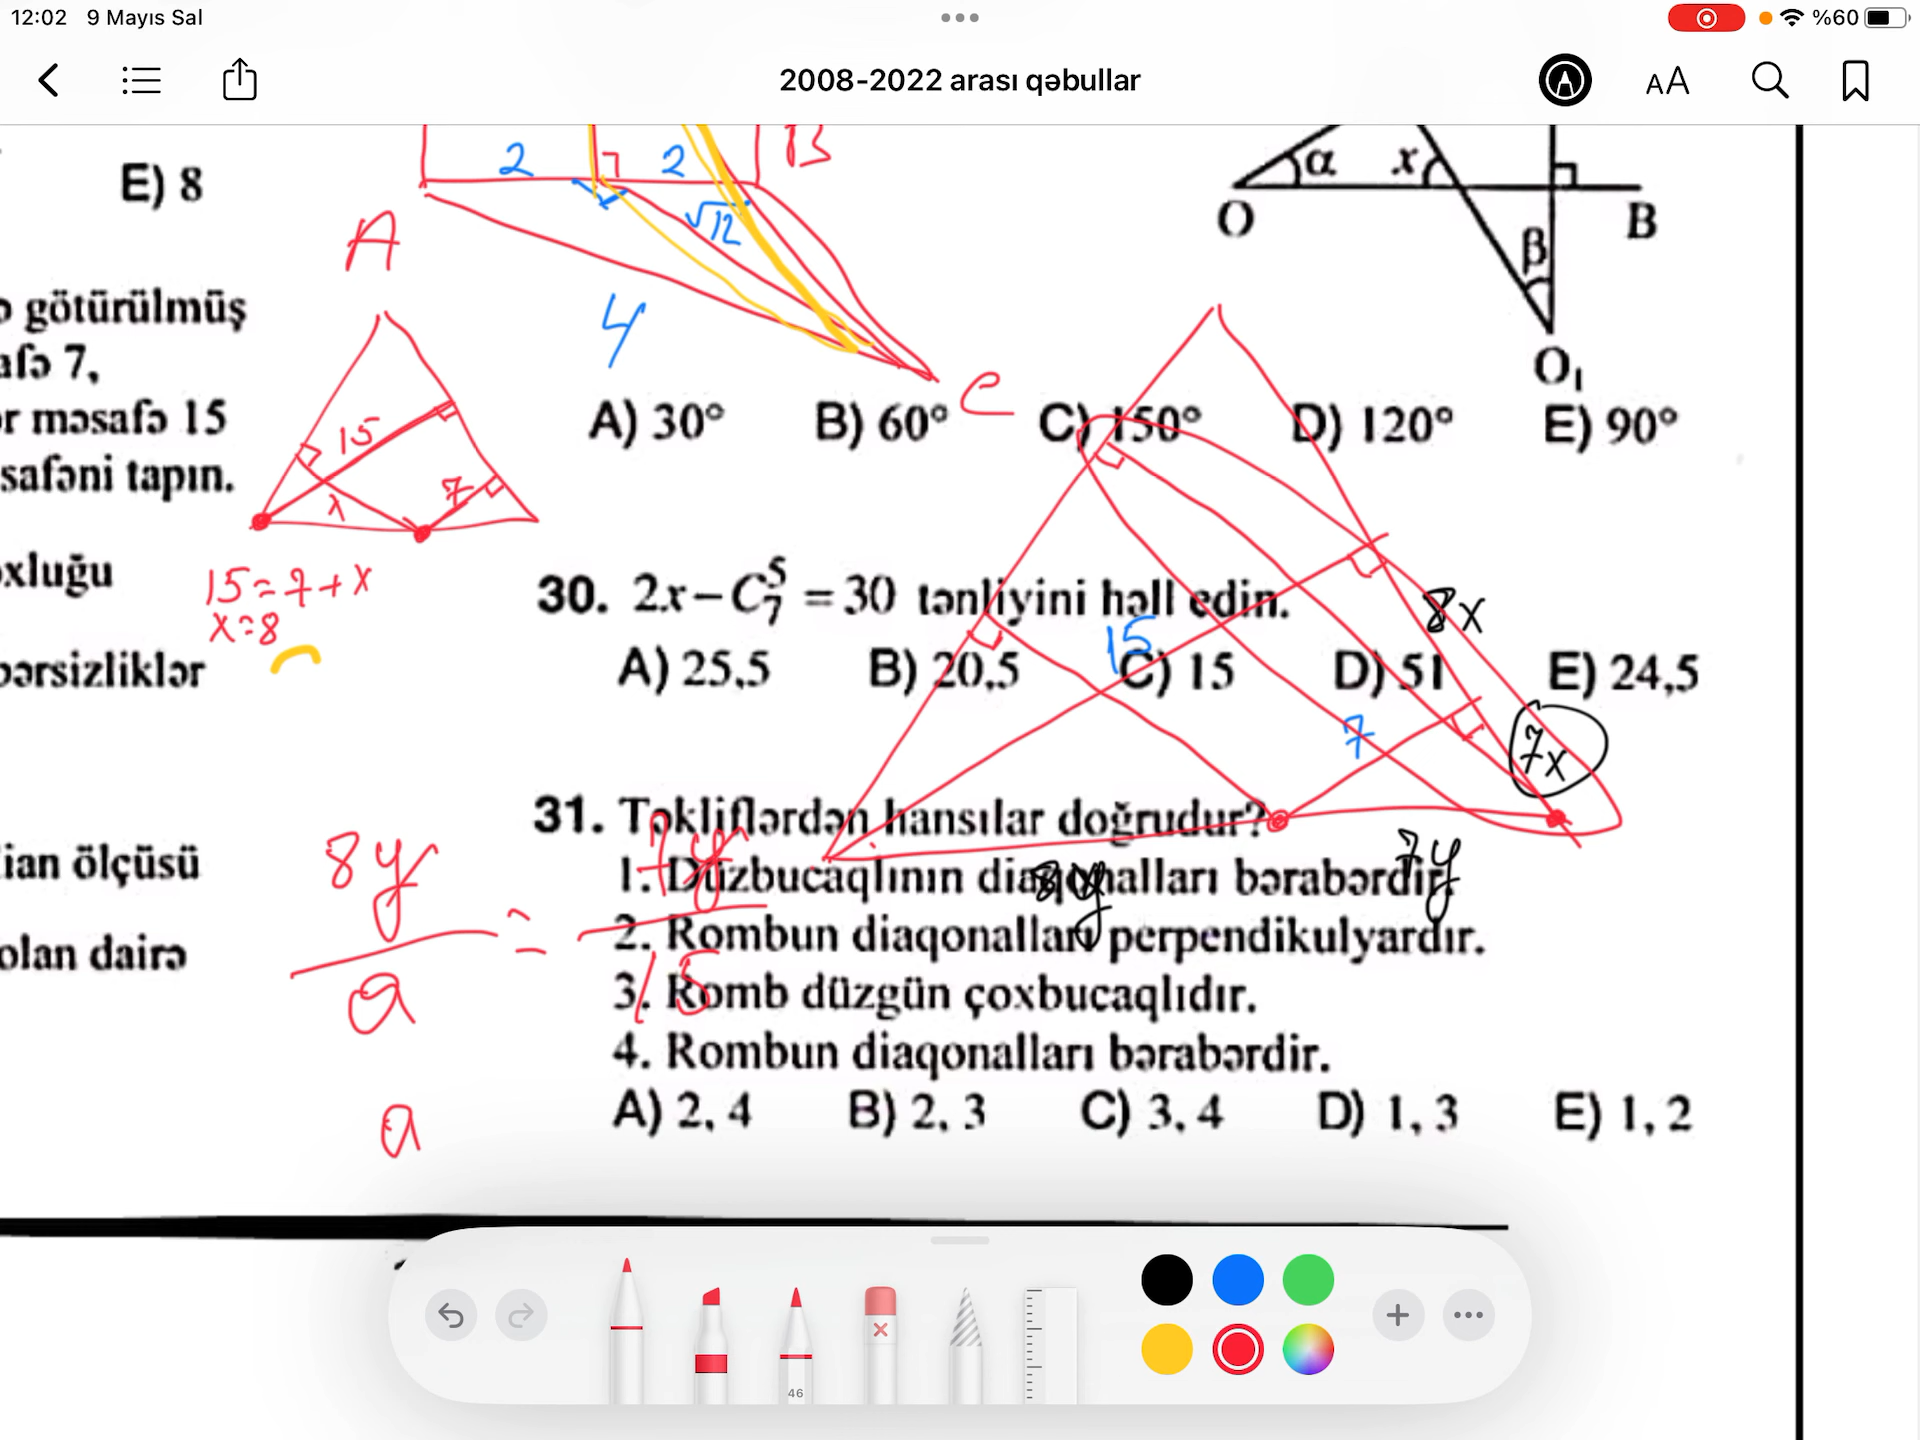 12:02 9 Mayıs Sal
%60
2008-2022 arası qəbullar
AA
E) 8
A
götürülmüş
7,
r məsafə 15
safəni tapın.
oxluğu
bərsizliklər
ian ölçüsü
olan dairə
2 2 13
√12
4
C
15
7
x
15=7+x
x=8
α x
O B
β
O₁
A) 30° B) 60° C) 150° D) 120° E) 90°
30. 2x−C₇⁵=30 tənliyini həll edin.
A) 25,5 B) 20,5 C) 15 D) 51 E) 24,5
15
7
8x
7x
31. Təkliflərdən hansılar doğrudur?
1. Düzbucaqlının diaqonalları bərabərdir.
2. Rombun diaqonalları perpendikulyardır.
3. Romb düzgün çoxbucaqlıdır.
4. Rombun diaqonalları bərabərdir.
A) 2, 4 B) 2, 3 C) 3, 4 D) 1, 3 E) 1, 2
8y 7y
8y = 7y
a 15
a
46